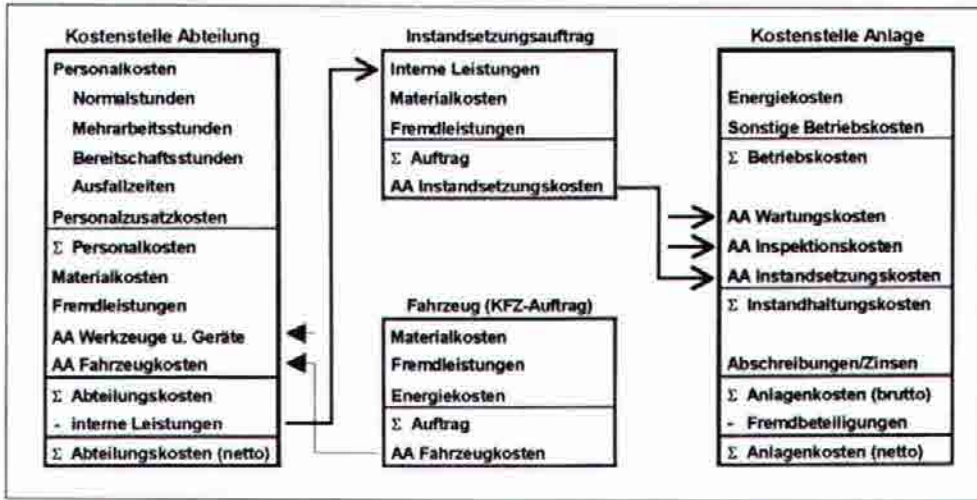 Kostenstelle Abteilung
Personalkosten
Normalstunden
Mehrarbeitsstunden
Bereitschaftsstunden
Ausfallzeiten
Personalzusatzkosten
Σ Personalkosten
Materialkosten
Fremdleistungen
AA Werkzeuge u. Geräte
AA Fahrzeugkosten
Σ Abteilungskosten
- interne Leistungen
Σ Abteilungskosten (netto)
Instandsetzungsauftrag
Interne Leistungen
Materialkosten
Fremdleistungen
Σ Auftrag
AA Instandsetzungskosten
Fahrzeug (KFZ-Auftrag)
Materialkosten
Fremdleistungen
Energiekosten
Σ Auftrag
AA Fahrzeugkosten
Kostenstelle Anlage
Energiekosten
Sonstige Betriebskosten
Σ Betriebskosten
AA Wartungskosten
AA Inspektionskosten
AA Instandsetzungskosten
Σ Instandhaltungskosten
Abschreibungen/Zinsen
Σ Anlagenkosten (brutto)
- Fremdbeteiligungen
Σ Anlagenkosten (netto)